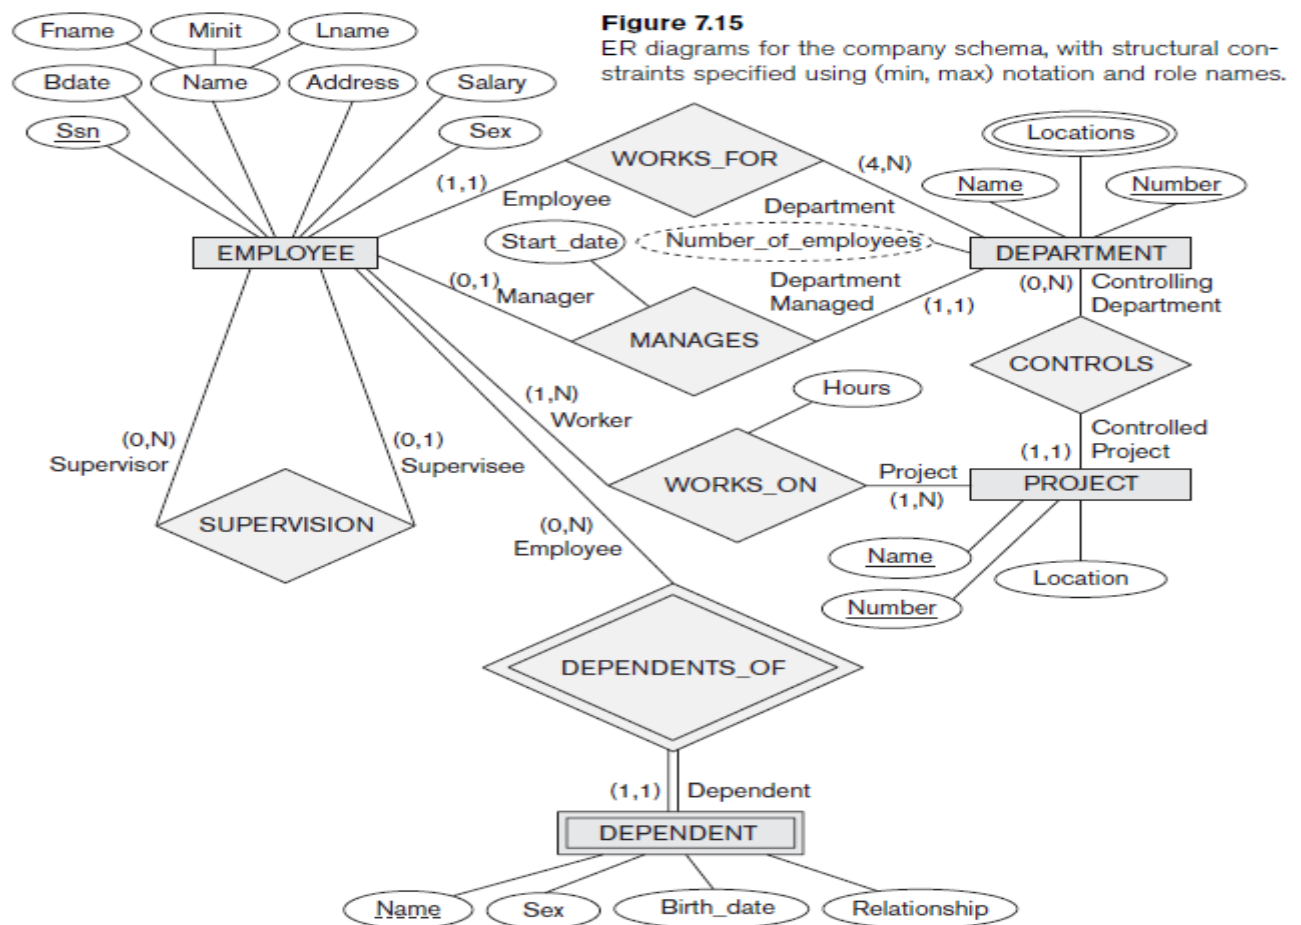 Figure 7.15
ER diagrams for the company schema, with structural con-
straints specified using (min, max) notation and role names.
Fname
Minit
Lname
Bdate
Name
Address
Salary
Ssn
Sex
WORKS_FOR
Locations
(1,1)
Employee
(4,N)
Department
Name
Number
EMPLOYEE
Start_date
Number_of_employees
DEPARTMENT
(0,1)
Manager
Department
Managed
(1,1)
(0,N)
Controlling
Department
MANAGES
CONTROLS
Hours
(1,N)
Worker
(0,N)
Supervisor
(0,1)
Supervisee
Controlled
Project
(1,1)
SUPERVISION
WORKS_ON
Project
(1,N)
PROJECT
(0,N)
Employee
Name
Number
Location
DEPENDENTS_OF
(1,1)
Dependent
DEPENDENT
Name
Sex
Birth_date
Relationship